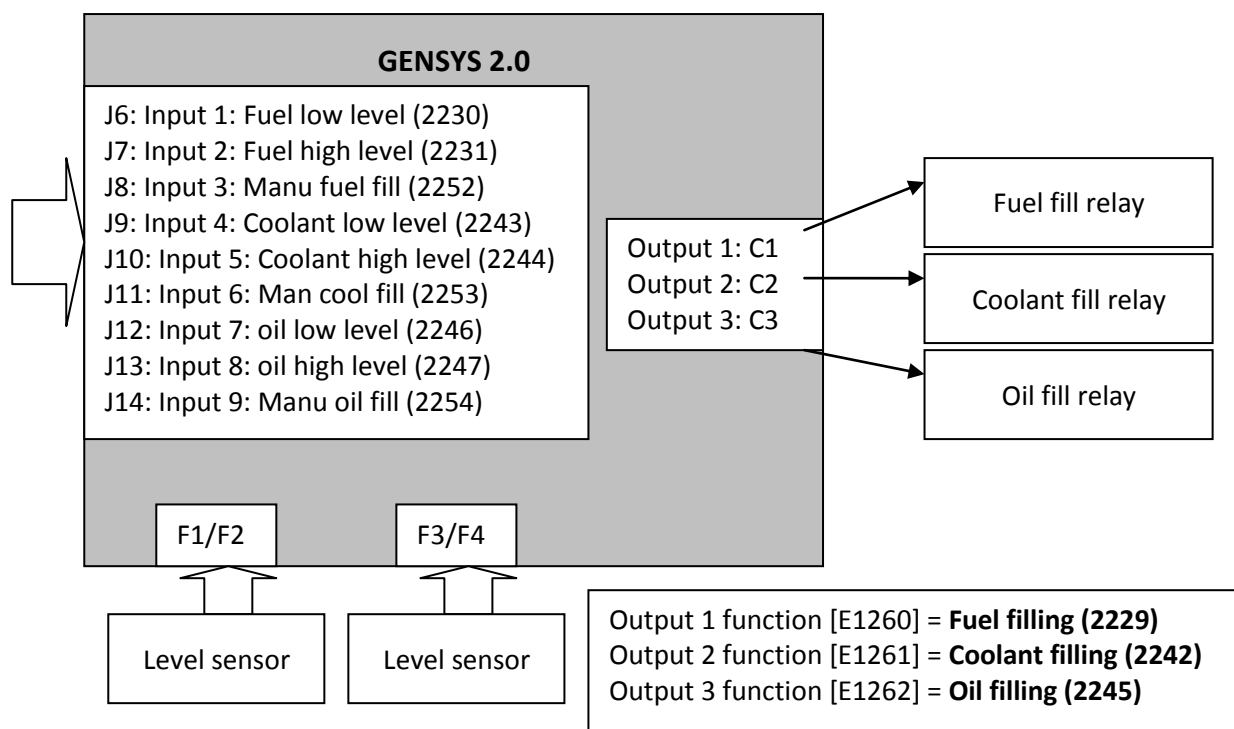 GENSYS 2.0
J6: Input 1: Fuel low level (2230)
J7: Input 2: Fuel high level (2231)
J8: Input 3: Manu fuel fill (2252)
J9: Input 4: Coolant low level (2243)
J10: Input 5: Coolant high level (2244)
J11: Input 6: Man cool fill (2253)
J12: Input 7: oil low level (2246)
J13: Input 8: oil high level (2247)
J14: Input 9: Manu oil fill (2254)
Output 1: C1
Output 2: C2
Output 3: C3
Fuel fill relay
Coolant fill relay
Oil fill relay
F1/F2
F3/F4
Level sensor
Level sensor
Output 1 function [E1260] = Fuel filling (2229)
Output 2 function [E1261] = Coolant filling (2242)
Output 3 function [E1262] = Oil filling (2245)